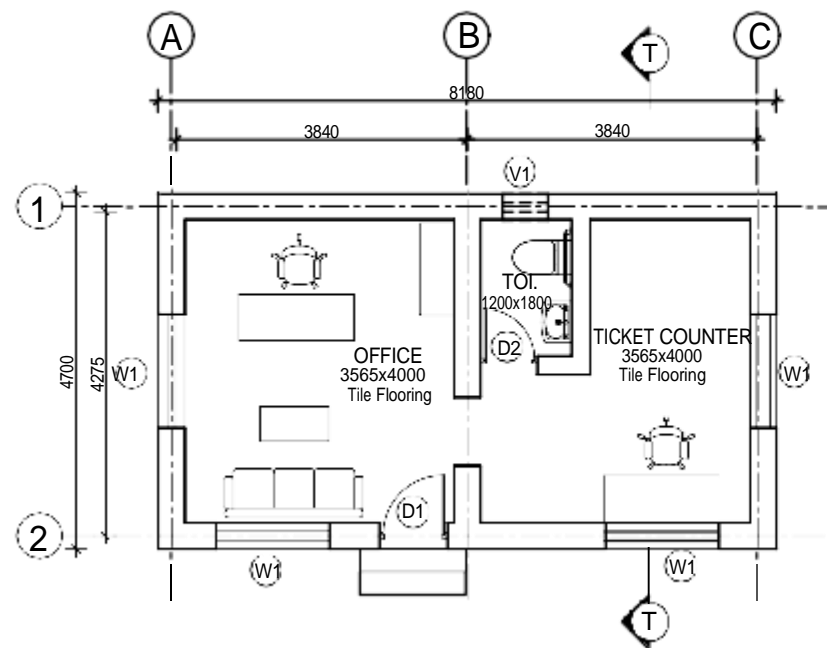 A
B
C
T
8180
3840
3840
V1
1
TOI.
1200x1800
D2
OFFICE
3565x4000
Tile Flooring
TICKET COUNTER
3565x4000
Tile Flooring
4700
4275
W1
W1
D1
2
W1
W1
T